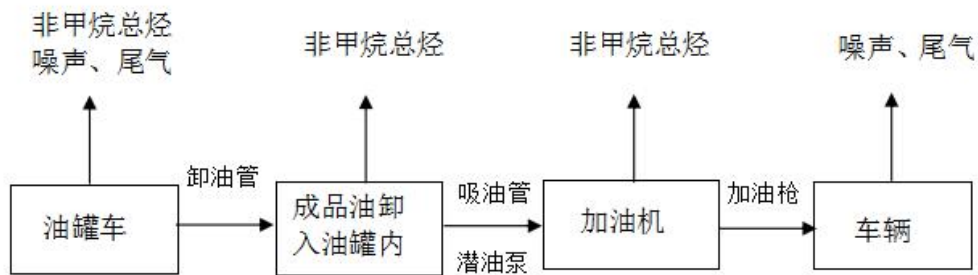 非甲烷总烃
噪声、尾气
非甲烷总烃
非甲烷总烃
噪声、尾气
油罐车
卸油管
成品油卸
入油罐内
吸油管
潜油泵
加油机
加油枪
车辆